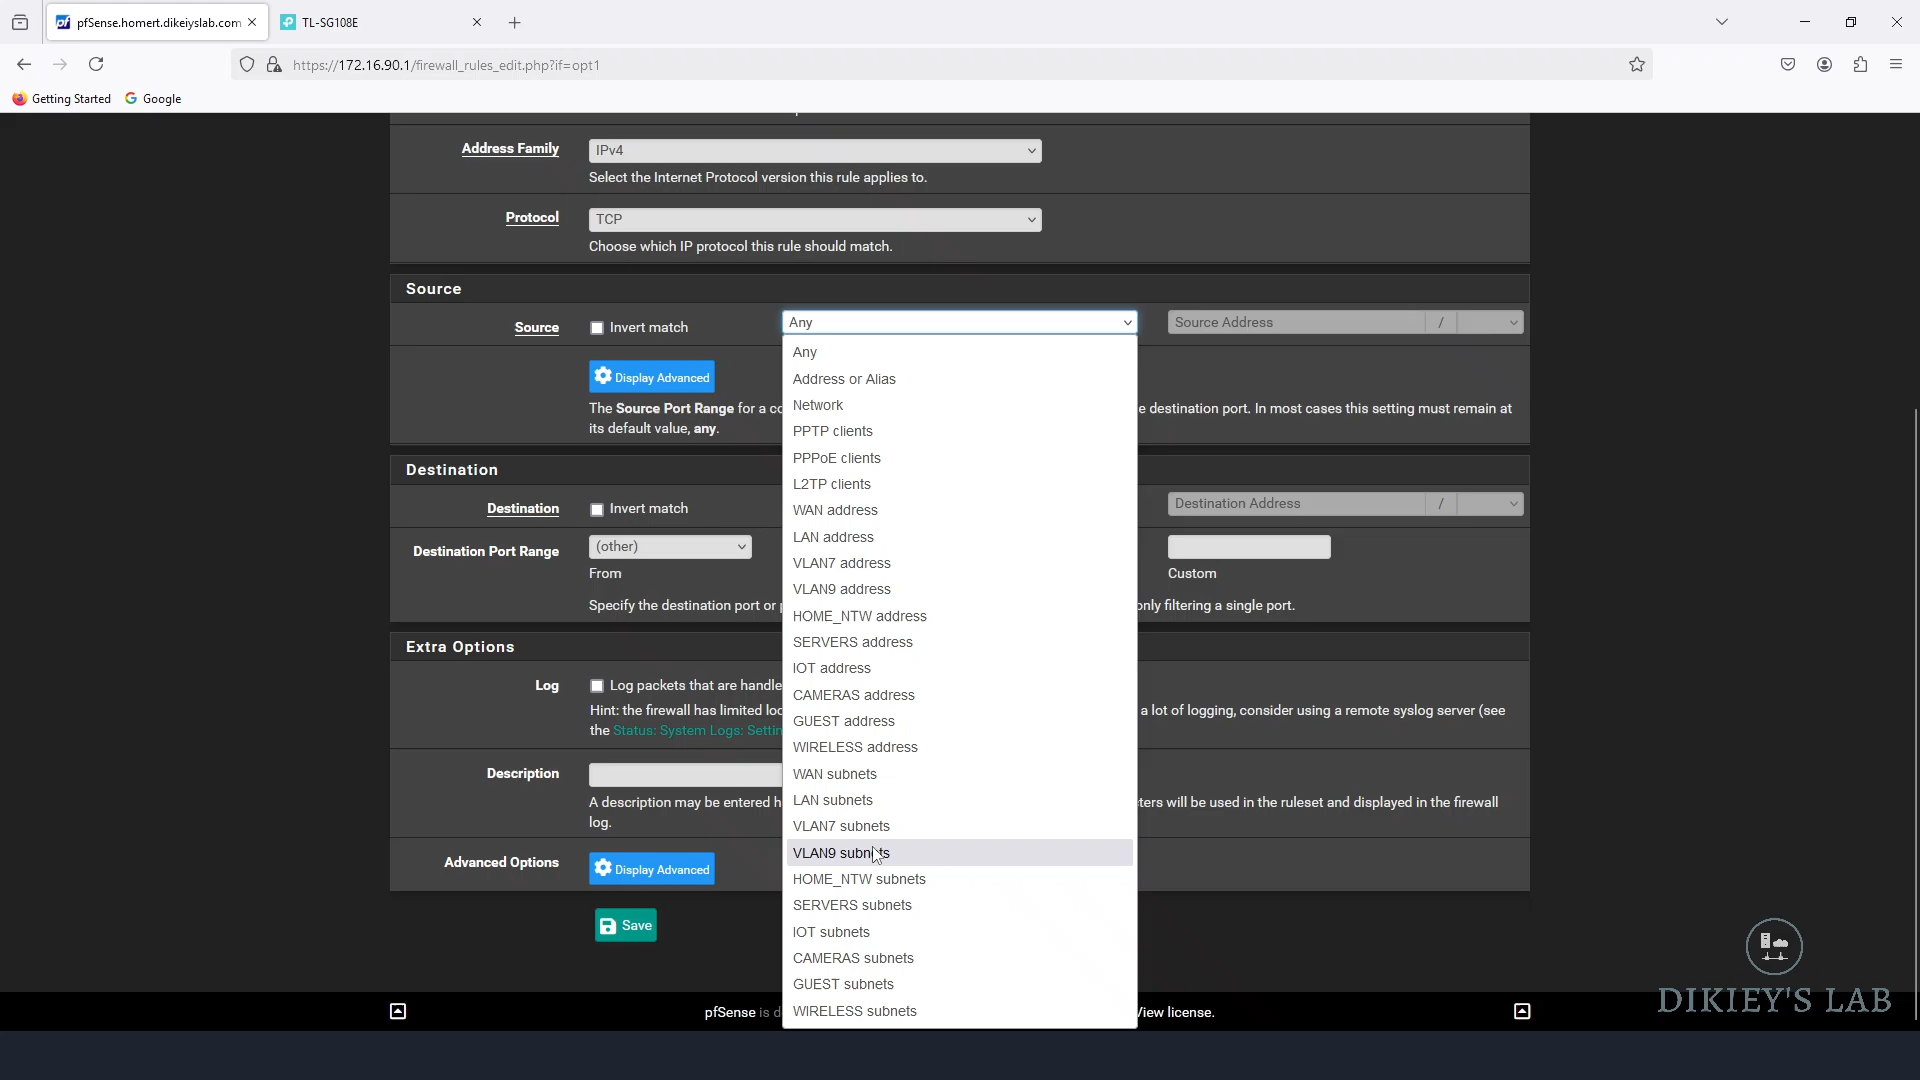 pfSense.homert.dikeiyslab.com
TL-SG108E
https://172.16.90.1/firewall_rules_edit.php?if=opt1
Getting Started
Google
Address Family
IPv4
Select the Internet Protocol version this rule applies to.
Protocol
TCP
Choose which IP protocol this rule should match.
Source
Source
Invert match
Any
Source Address
/
Any
Address or Alias
Network
PPTP clients
PPPoE clients
L2TP clients
WAN address
LAN address
VLAN7 address
VLAN9 address
HOME_NTW address
SERVERS address
IOT address
CAMERAS address
GUEST address
WIRELESS address
WAN subnets
LAN subnets
VLAN7 subnets
VLAN9 subnets
HOME_NTW subnets
SERVERS subnets
IOT subnets
CAMERAS subnets
GUEST subnets
WIRELESS subnets
Display Advanced
The Source Port Range for a co e destination port. In most cases this setting must remain at
its default value, any.
Destination
Destination
Invert match
Destination Address
/
Destination Port Range
(other)
From
Custom
Specify the destination port or only filtering a single port.
Extra Options
Log
Log packets that are handle
Hint: the firewall has limited loc a lot of logging, consider using a remote syslog server (see
the Status: System Logs: Settin
Description
A description may be entered h ters will be used in the ruleset and displayed in the firewall
log.
Advanced Options
Display Advanced
Save
pfSense is d View license.
DIKIEY'S LAB